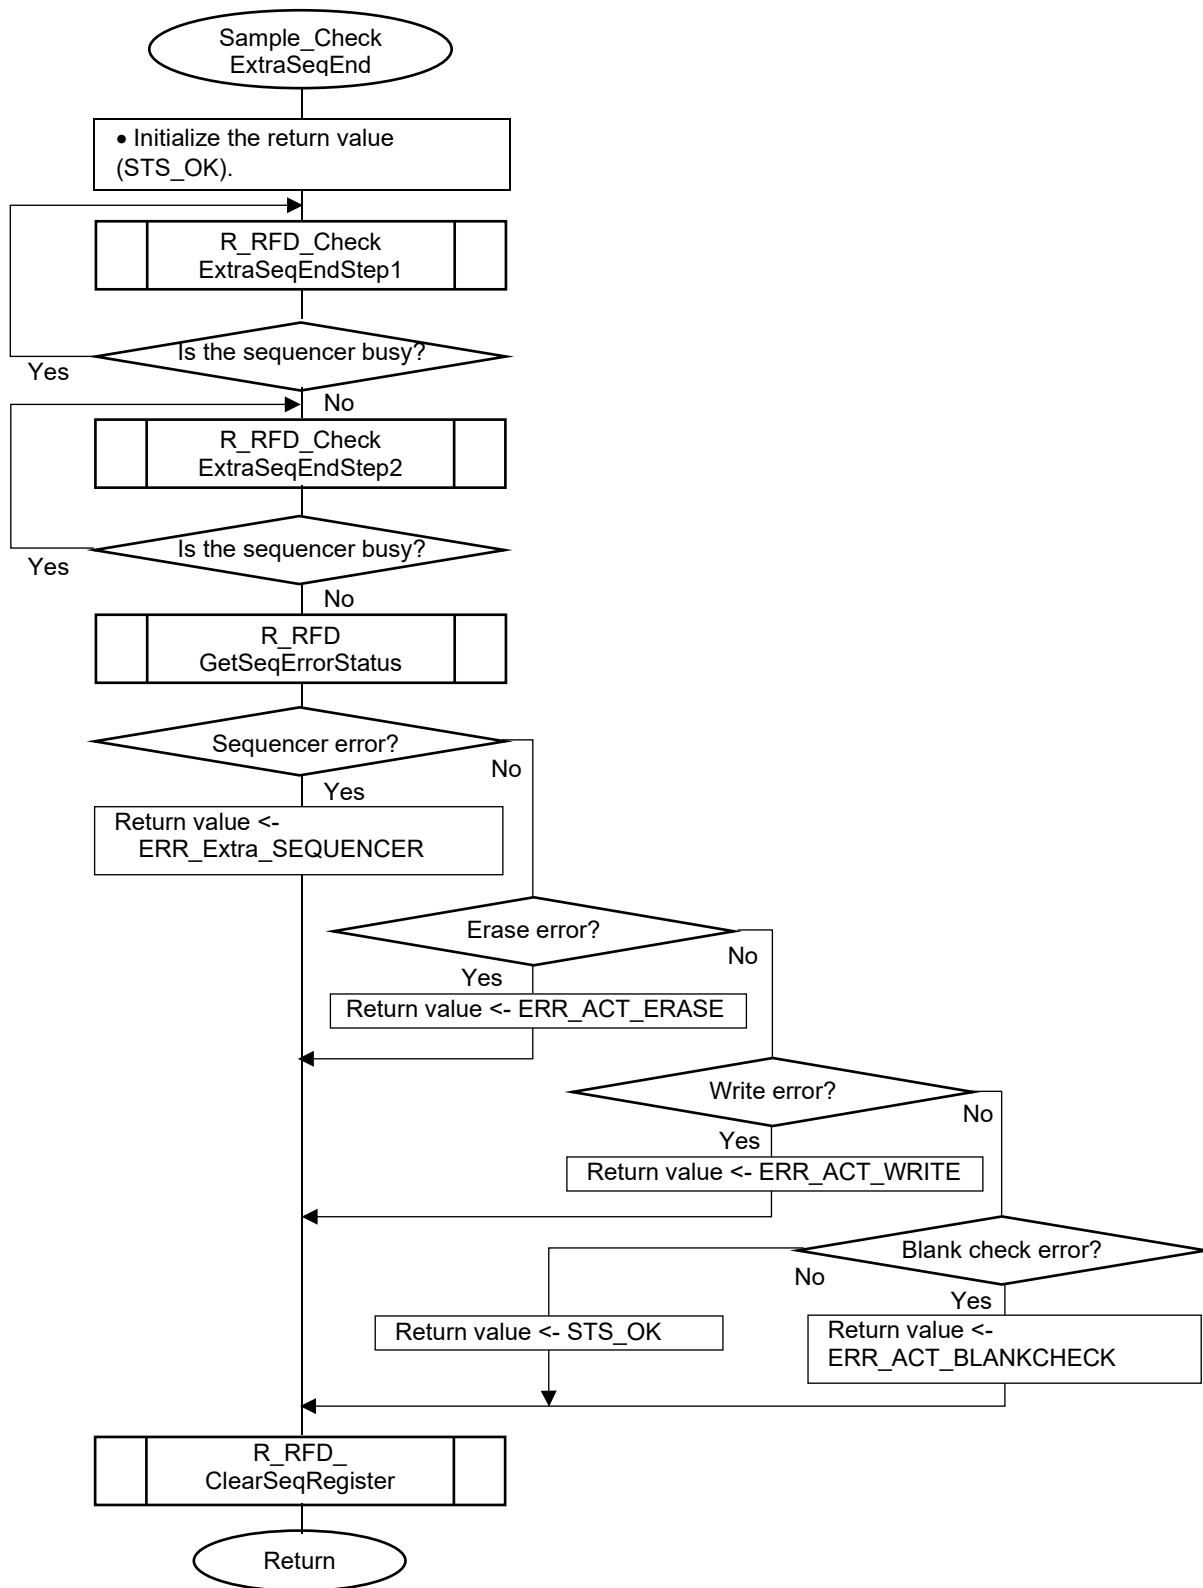 Sample_Check
ExtraSeqEnd
• Initialize the return value
(STS_OK).
R_RFD_Check
ExtraSeqEndStep1
Is the sequencer busy?
Yes
No
R_RFD_Check
ExtraSeqEndStep2
Is the sequencer busy?
Yes
No
R_RFD
GetSeqErrorStatus
Sequencer error?
No
Yes
Return value <-
ERR_Extra_SEQUENCER
Erase error?
No
Yes
Return value <- ERR_ACT_ERASE
Write error?
No
Yes
Return value <- ERR_ACT_WRITE
Blank check error?
No
Yes
Return value <- STS_OK
Return value <-
ERR_ACT_BLANKCHECK
R_RFD_
ClearSeqRegister
Return